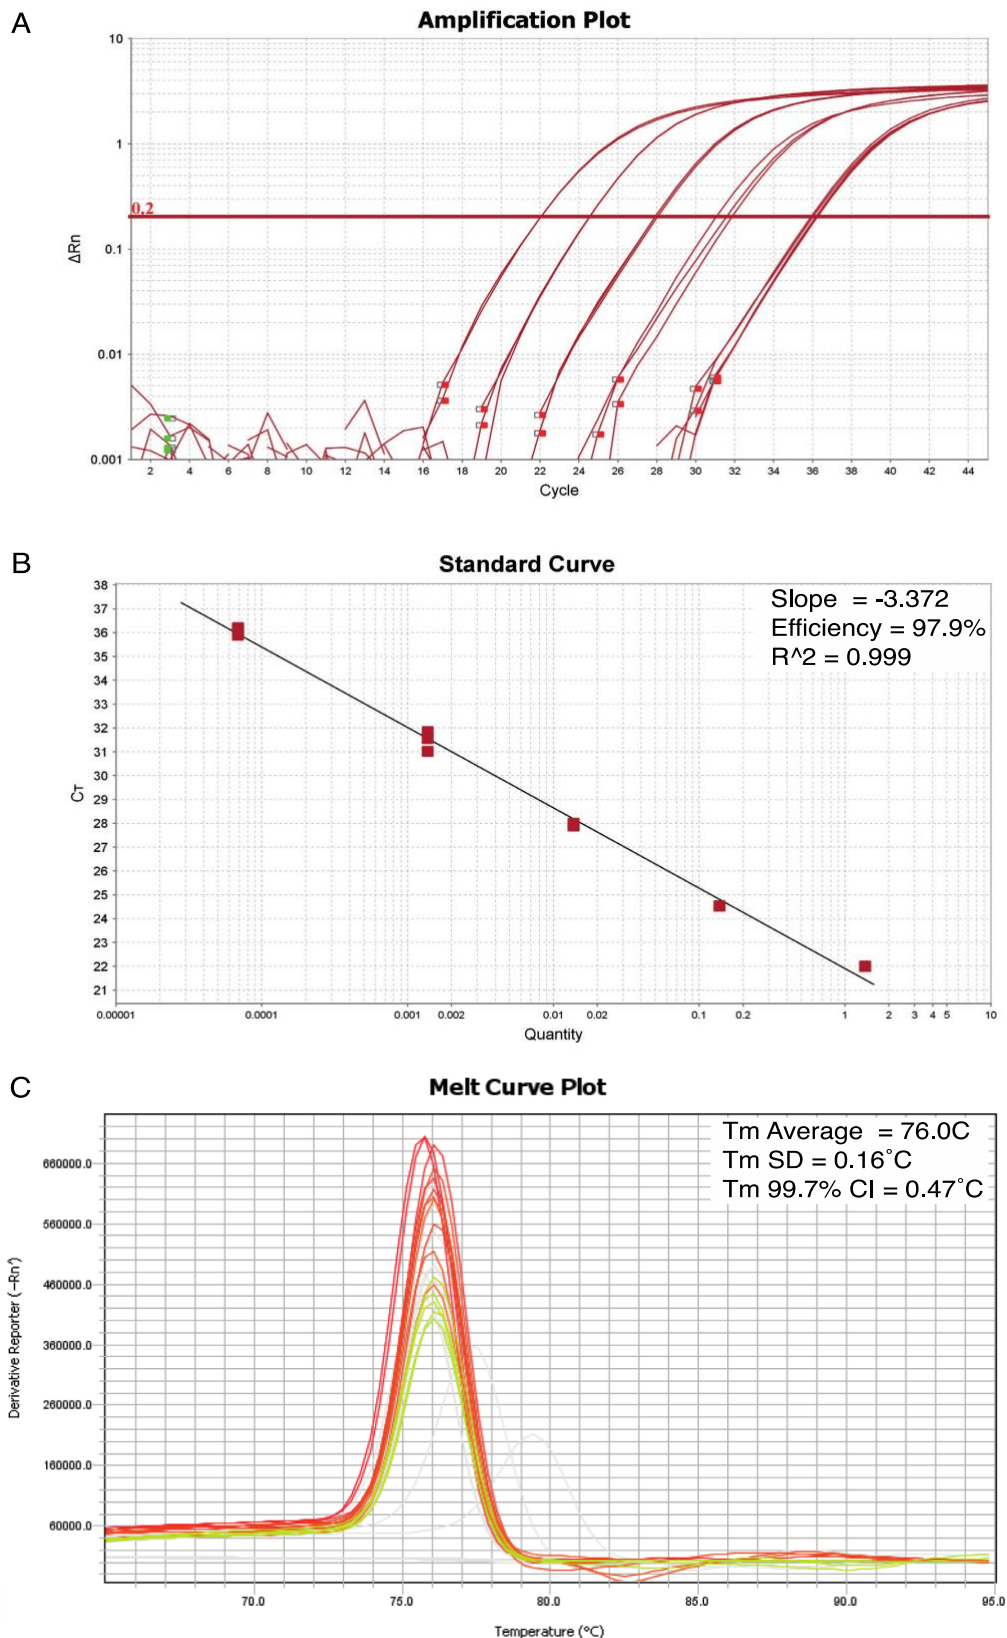 A
Amplification Plot
10
1
0,2
0.1
0.01
0.001
ΔRn
2 4 6 8 10 12 14 16 18 20 22 24 26 28 30 32 34 36 38 40 42 44
Cycle
B
Standard Curve
Slope = -3.372
Efficiency = 97.9%
R^2 = 0.999
38
37
36
35
34
33
32
31
30
29
28
27
26
25
24
23
22
21
CT
0.00001 0.0001 0.001 0.002 0.01 0.02 0.1 0.2 1 2 3 4 5 10
Quantity
C
Melt Curve Plot
Tm Average = 76.0C
Tm SD = 0.16°C
Tm 99.7% CI = 0.47°C
660000.0
560000.0
460000.0
360000.0
260000.0
160000.0
60000.0
Derivative Reporter (-Rn')
70.0 75.0 80.0 85.0 90.0 95.0
Temperature (°C)